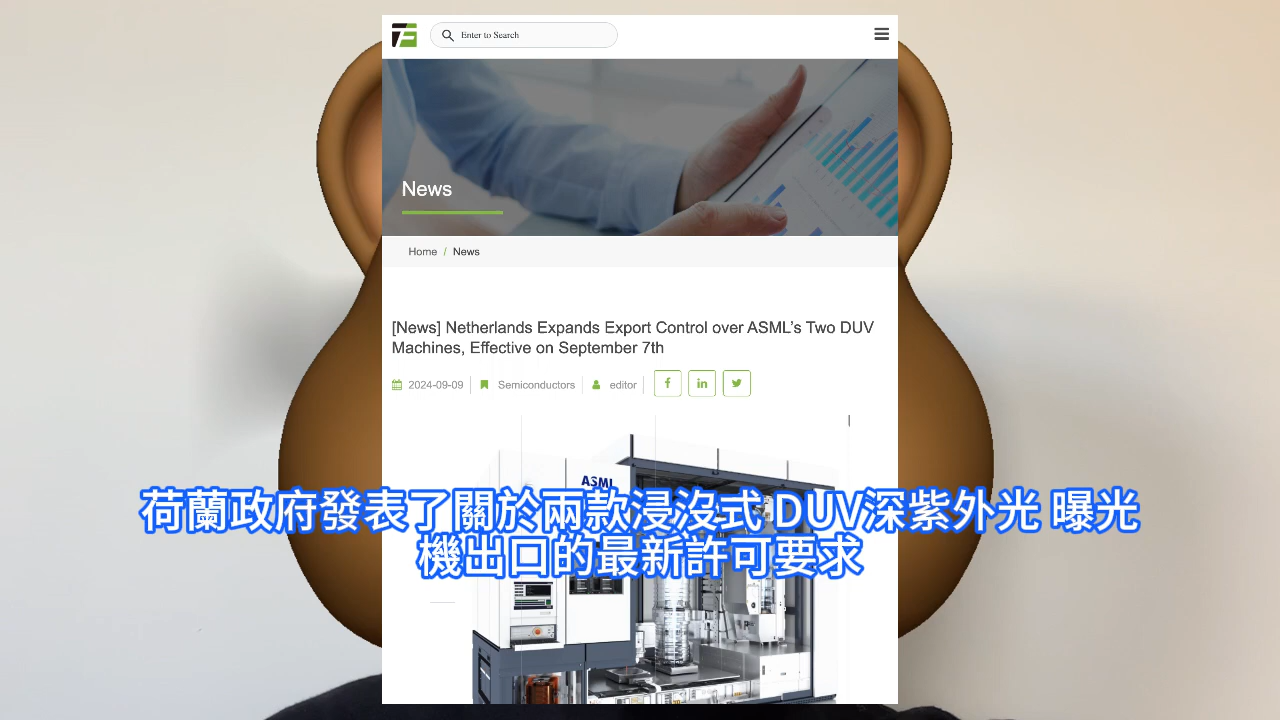 Enter to Search
News
Home / News
[News] Netherlands Expands Export Control over ASML’s Two DUV
Machines, Effective on September 7th
2024-09-09 Semiconductors editor
ASML
荷蘭政府發表了關於兩款浸沒式 DUV深紫外光 曝光
機出口的最新許可要求